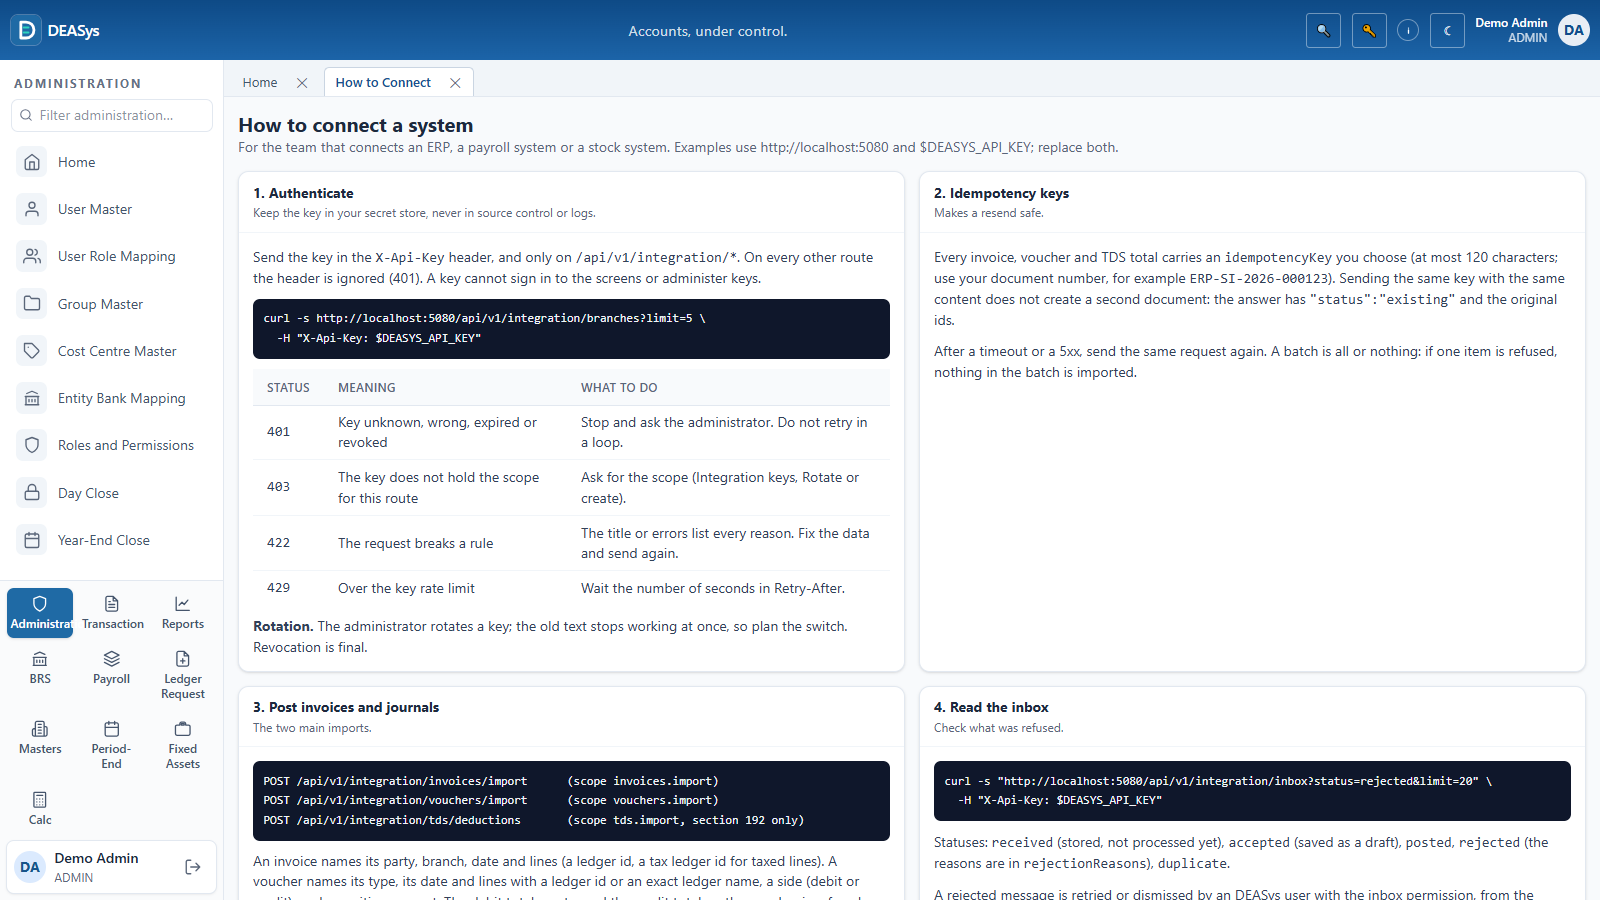 DEASys
Accounts, under control.
Demo Admin
ADMIN
DA
ADMINISTRATION
Filter administration...
Home
User Master
User Role Mapping
Group Master
Cost Centre Master
Entity Bank Mapping
Roles and Permissions
Day Close
Year-End Close
Administrat
Transaction
Reports
BRS
Payroll
Ledger
Request
Masters
Period-
End
Fixed
Assets
Calc
DA
Demo Admin
ADMIN
Home
How to Connect
How to connect a system
For the team that connects an ERP, a payroll system or a stock system. Examples use http://localhost:5080 and $DEASYS_API_KEY; replace both.
1. Authenticate
Keep the key in your secret store, never in source control or logs.
Send the key in the X-Api-Key header, and only on /api/v1/integration/*. On every other route
the header is ignored (401). A key cannot sign in to the screens or administer keys.
curl -s http://localhost:5080/api/v1/integration/branches?limit=5 \
-H "X-Api-Key: $DEASYS_API_KEY"
STATUS MEANING WHAT TO DO
401 Key unknown, wrong, expired or revoked Stop and ask the administrator. Do not retry in a loop.
403 The key does not hold the scope for this route Ask for the scope (Integration keys, Rotate or create).
422 The request breaks a rule The title or errors list every reason. Fix the data and send again.
429 Over the key rate limit Wait the number of seconds in Retry-After.
Rotation. The administrator rotates a key; the old text stops working at once, so plan the switch.
Revocation is final.
2. Idempotency keys
Makes a resend safe.
Every invoice, voucher and TDS total carries an idempotencyKey you choose (at most 120 characters;
use your document number, for example ERP-SI-2026-000123). Sending the same key with the same
content does not create a second document: the answer has "status":"existing" and the original
ids.
After a timeout or a 5xx, send the same request again. A batch is all or nothing: if one item is refused,
nothing in the batch is imported.
3. Post invoices and journals
The two main imports.
POST /api/v1/integration/invoices/import (scope invoices.import)
POST /api/v1/integration/vouchers/import (scope vouchers.import)
POST /api/v1/integration/tds/deductions (scope tds.import, section 192 only)
An invoice names its party, branch, date and lines (a ledger id, a tax ledger id for taxed lines). A
voucher names its type, its date and lines with a ledger id or an exact ledger name, a side (debit or
4. Read the inbox
Check what was refused.
curl -s "http://localhost:5080/api/v1/integration/inbox?status=rejected&limit=20" \
-H "X-Api-Key: $DEASYS_API_KEY"
Statuses: received (stored, not processed yet), accepted (saved as a draft), posted, rejected (the
reasons are in rejectionReasons), duplicate.
A rejected message is retried or dismissed by an DEASys user with the inbox permission, from the